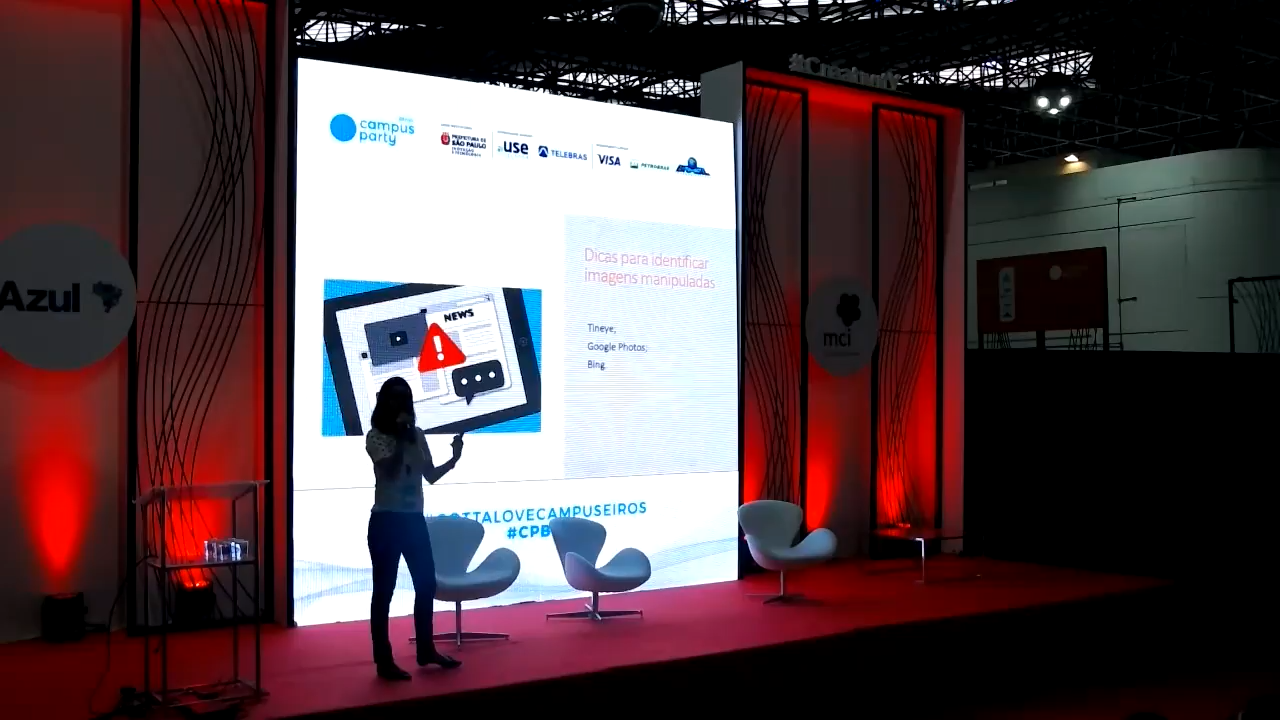 #Creativity
campus
party
PREFEITURA DE
SÃO PAULO
use
TELEBRAS
VISA
PETROBRAS
Dicas para identificar
imagens manipuladas
Azul
NEWS
mci
Tineye,
Google Photos,
Bing.
OTTALOVECAMPUSEIROS
#CPB